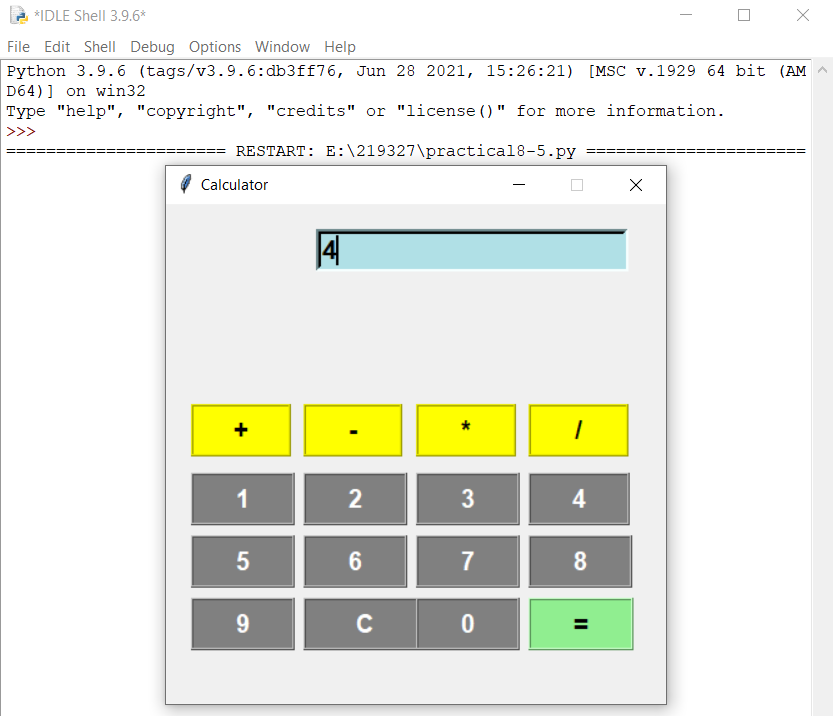 *IDLE Shell 3.9.6*
File Edit Shell Debug Options Window Help
Python 3.9.6 (tags/v3.9.6:db3ff76, Jun 28 2021, 15:26:21) [MSC v.1929 64 bit (AM
D64)] on win32
Type "help", "copyright", "credits" or "license()" for more information.
>>>
====================== RESTART: E:\219327\practical8-5.py ======================
Calculator
4
+ - * /
1 2 3 4
5 6 7 8
9 C 0 =